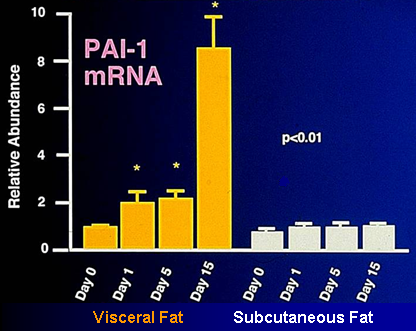 10
8
6
4
2
0
Relative Abundance
PAI-1
mRNA
*
*
*
p<0.01
Day 0
Day 1
Day 5
Day 15
Day 0
Day 1
Day 5
Day 15
Visceral Fat
Subcutaneous Fat